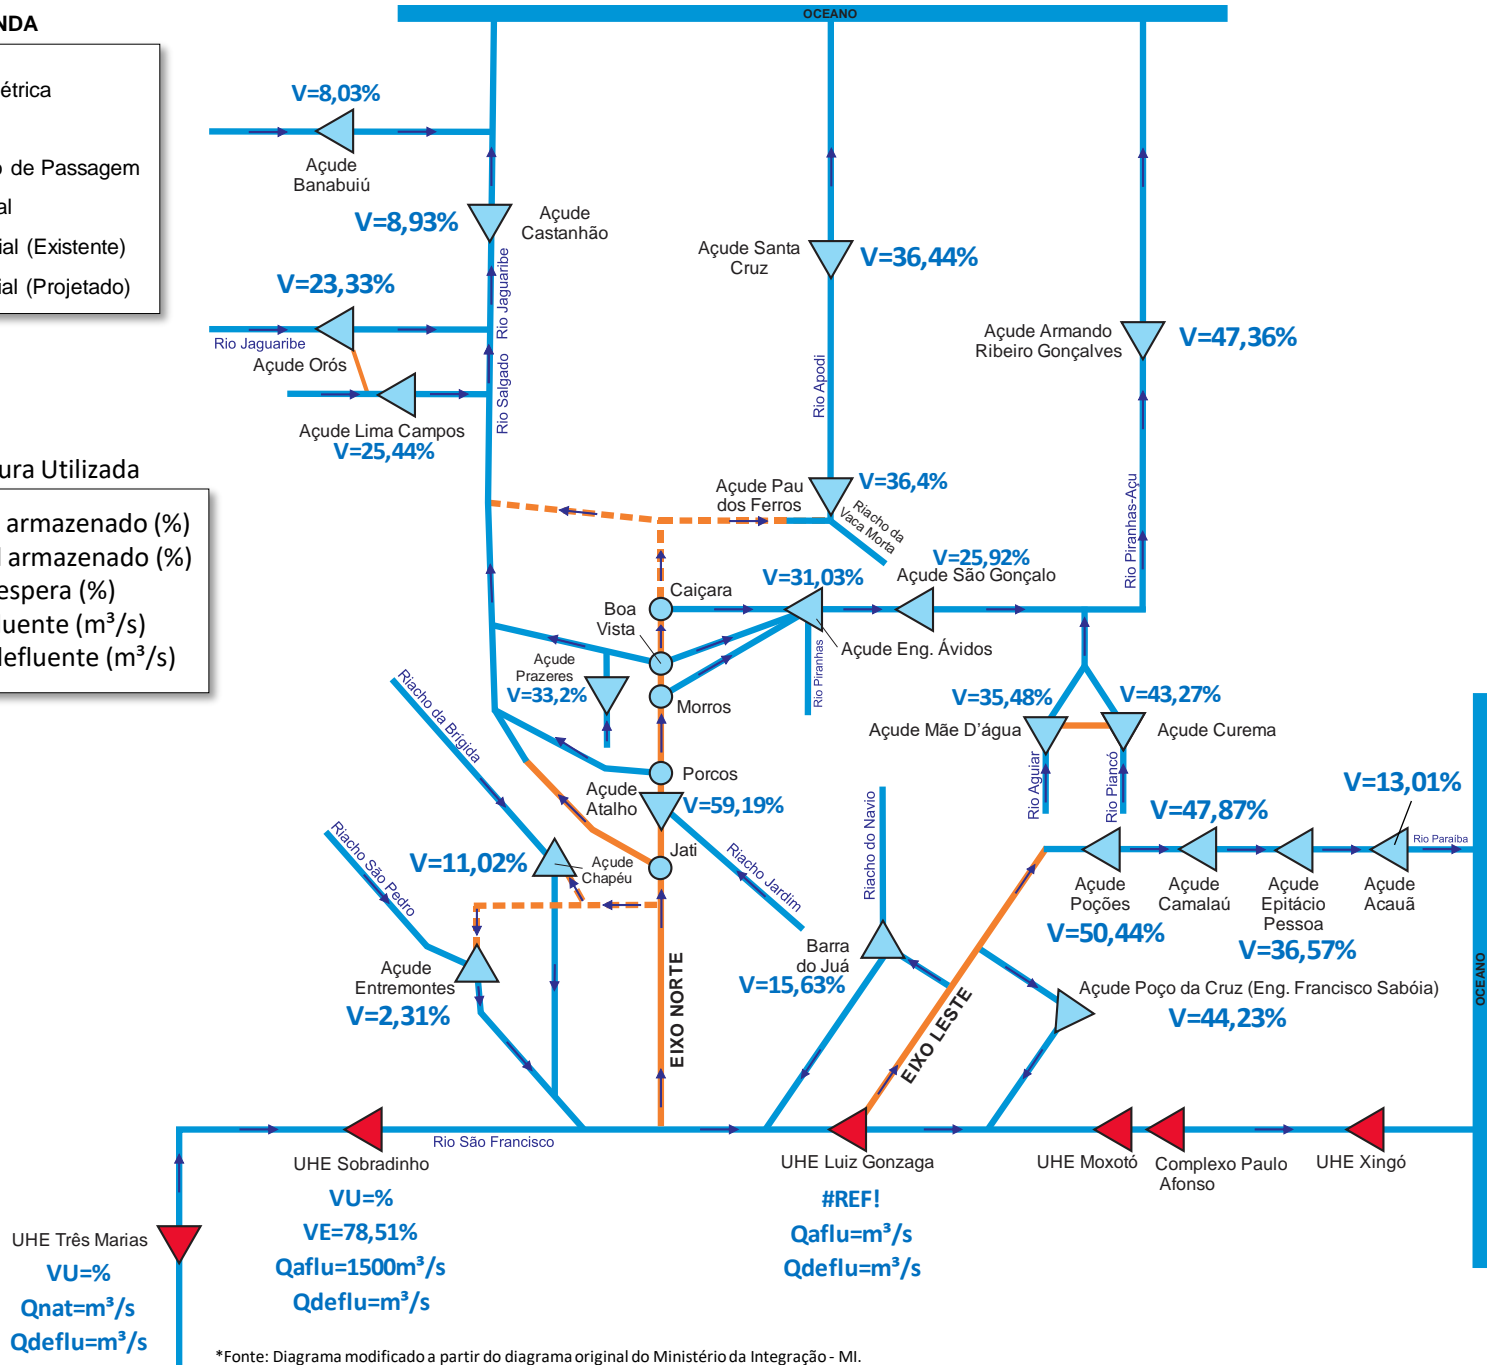 OCEANO
NDA
étrica
o de Passagem
al
ial (Existente)
ial (Projetado)
V=8,03%
Açude
Banabuiú
V=8,93%
Açude
Castanhão
V=23,33%
Rio Jaguaribe
Açude Orós
Rio Jaguaribe
Rio Salgado
Açude Lima Campos
V=25,44%
Açude Santa
Cruz
V=36,44%
Rio Apodi
Açude Armando
Ribeiro Gonçalves
V=47,36%
Rio Piranhas-Açu
ura Utilizada
armazenado (%)
l armazenado (%)
espera (%)
luente (m³/s)
defluente (m³/s)
Açude Pau
dos Ferros
V=36,4%
Riacho da
Vaca Morta
V=25,92%
Açude São Gonçalo
V=31,03%
Açude Eng. Ávidos
Rio Piranhas
Caiçara
Boa
Vista
Morros
Açude
Prazeres
V=33,2%
Porcos
Açude
Atalho
V=59,19%
Jati
Riacho Jardim
Riacho da Brígida
Riacho São Pedro
V=11,02%
Açude
Chapéu
Açude
Entremontes
V=2,31%
EIXO NORTE
V=35,48%
Açude Mãe D'água
Rio Aguiar
V=43,27%
Açude Curema
Rio Piancó
V=13,01%
V=47,87%
Rio Paraíba
Açude
Poções
V=50,44%
Açude
Camalaú
Açude
Epitácio
Pessoa
V=36,57%
Açude
Acauã
Riacho do Navio
Barra
do Juá
V=15,63%
EIXO LESTE
Açude Poço da Cruz (Eng. Francisco Sabóia)
V=44,23%
OCEANO
Rio São Francisco
UHE Sobradinho
VU=%
VE=78,51%
Qaflu=1500m³/s
Qdeflu=m³/s
UHE Luiz Gonzaga
#REF!
Qaflu=m³/s
Qdeflu=m³/s
UHE Moxotó
Complexo Paulo
Afonso
UHE Xingó
UHE Três Marias
VU=%
Qnat=m³/s
Qdeflu=m³/s
*Fonte: Diagrama modificado a partir do diagrama original do Ministério da Integração - MI.